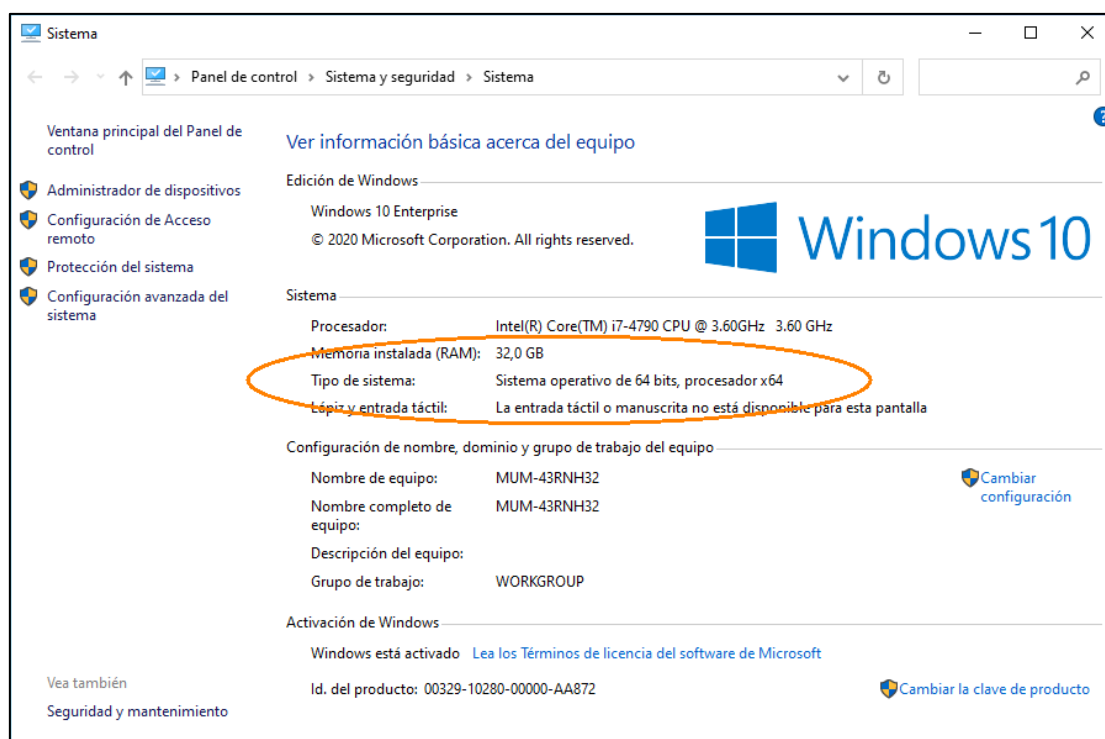 Sistema
Panel de control › Sistema y seguridad › Sistema
Ventana principal del Panel de
control
Administrador de dispositivos
Configuración de Acceso
remoto
Protección del sistema
Configuración avanzada del
sistema
Vea también
Seguridad y mantenimiento
Ver información básica acerca del equipo
Edición de Windows
Windows 10 Enterprise
© 2020 Microsoft Corporation. All rights reserved.
Windows 10
Sistema
Procesador: Intel(R) Core(TM) i7-4790 CPU @ 3.60GHz 3.60 GHz
Memoria instalada (RAM): 32,0 GB
Tipo de sistema: Sistema operativo de 64 bits, procesador x64
Lápiz y entrada táctil: La entrada táctil o manuscrita no está disponible para esta pantalla
Configuración de nombre, dominio y grupo de trabajo del equipo
Nombre de equipo: MUM-43RNH32
Cambiar
configuración
Nombre completo de
equipo: MUM-43RNH32
Descripción del equipo:
Grupo de trabajo: WORKGROUP
Activación de Windows
Windows está activado Lea los Términos de licencia del software de Microsoft
Id. del producto: 00329-10280-00000-AA872
Cambiar la clave de producto